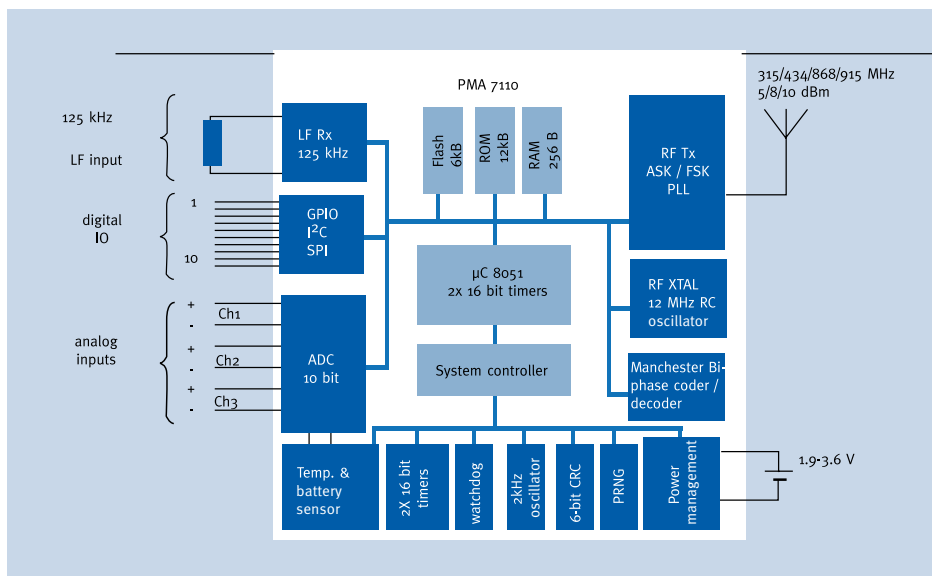 PMA 7110
315/434/868/915 MHz
5/8/10 dBm
125 kHz
LF input
LF Rx
125 kHz
Flash
6kB
ROM
12kB
RAM
256 B
RF Tx
ASK / FSK
PLL
digital
IO
1
10
GPIO
I²C
SPI
µC 8051
2x 16 bit timers
RF XTAL
12 MHz RC
oscillator
analog
inputs
+
-
Ch1
+
-
Ch2
+
-
Ch3
ADC
10 bit
System controller
Manchester Bi-
phase coder /
decoder
Temp. &
battery
sensor
2X 16 bit
timers
watchdog
2kHz
oscillator
6-bit CRC
PRNG
Power
management
1.9-3.6 V